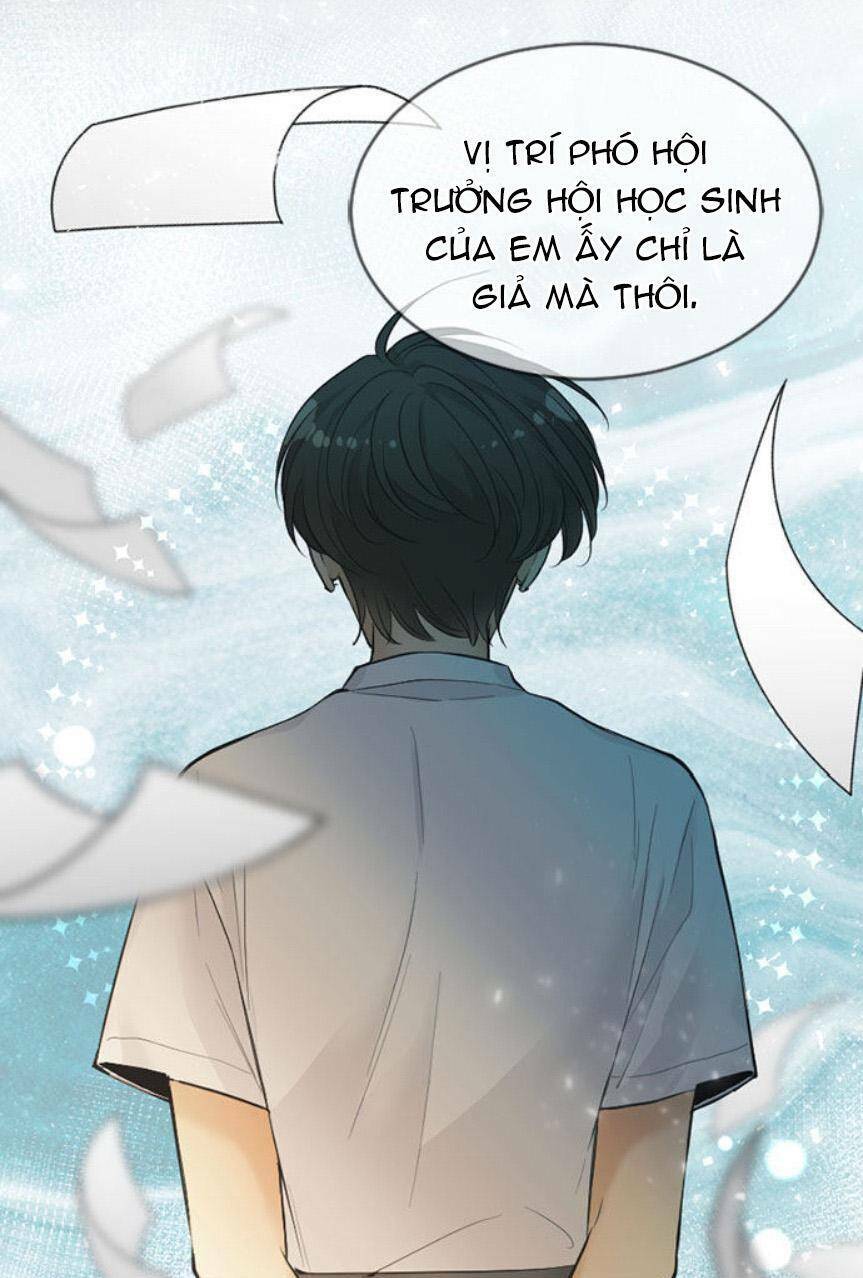 VỊ TRÍ PHÓ HỘI
TRƯỞNG HỘI HỌC SINH
CỦA EM ẤY CHỈ LÀ
GIẢ MÀ THÔI.